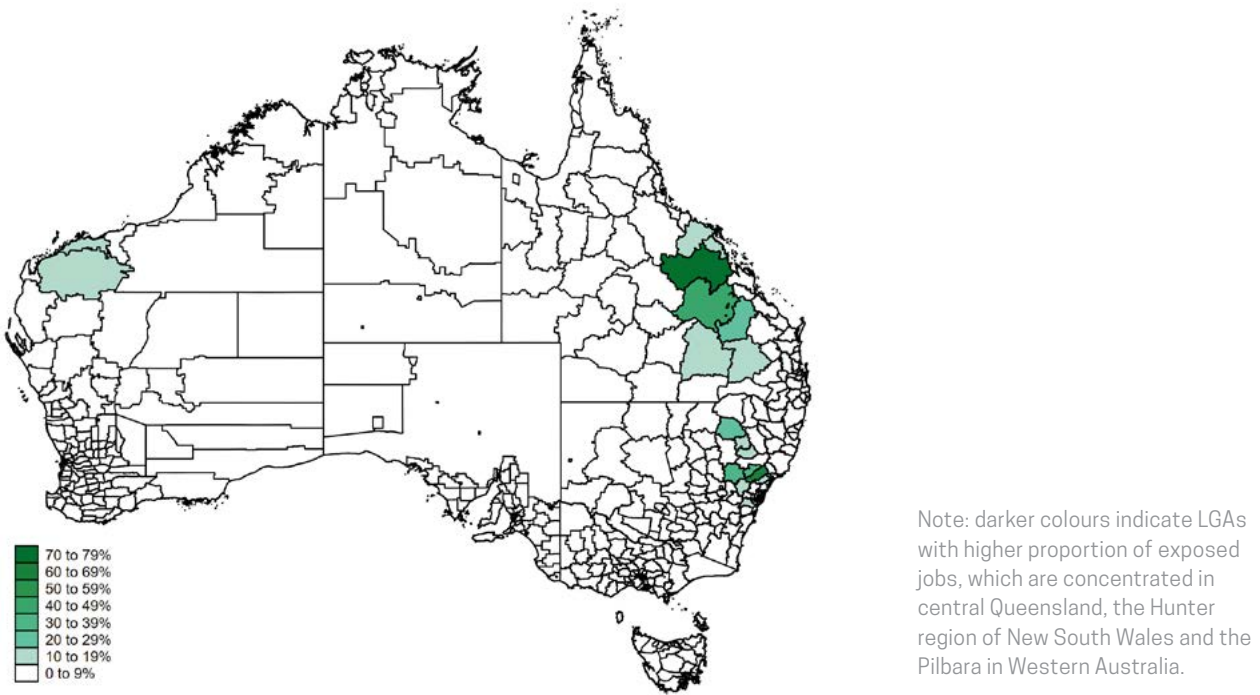 70 to 79%
60 to 69%
50 to 59%
40 to 49%
30 to 39%
20 to 29%
10 to 19%
0 to 9%
Note: darker colours indicate LGAs
with higher proportion of exposed
jobs, which are concentrated in
central Queensland, the Hunter
region of New South Wales and the
Pilbara in Western Australia.